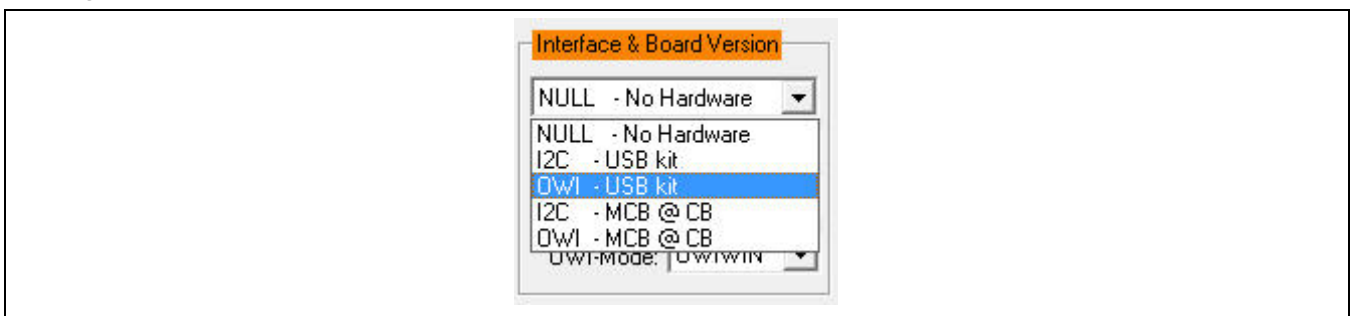 Interface & Board Version
NULL - No Hardware
NULL - No Hardware
I2C - USB kit
OWI - USB kit
I2C - MCB @ CB
OWI - MCB @ CB
OWI-Mode: OWIWIN